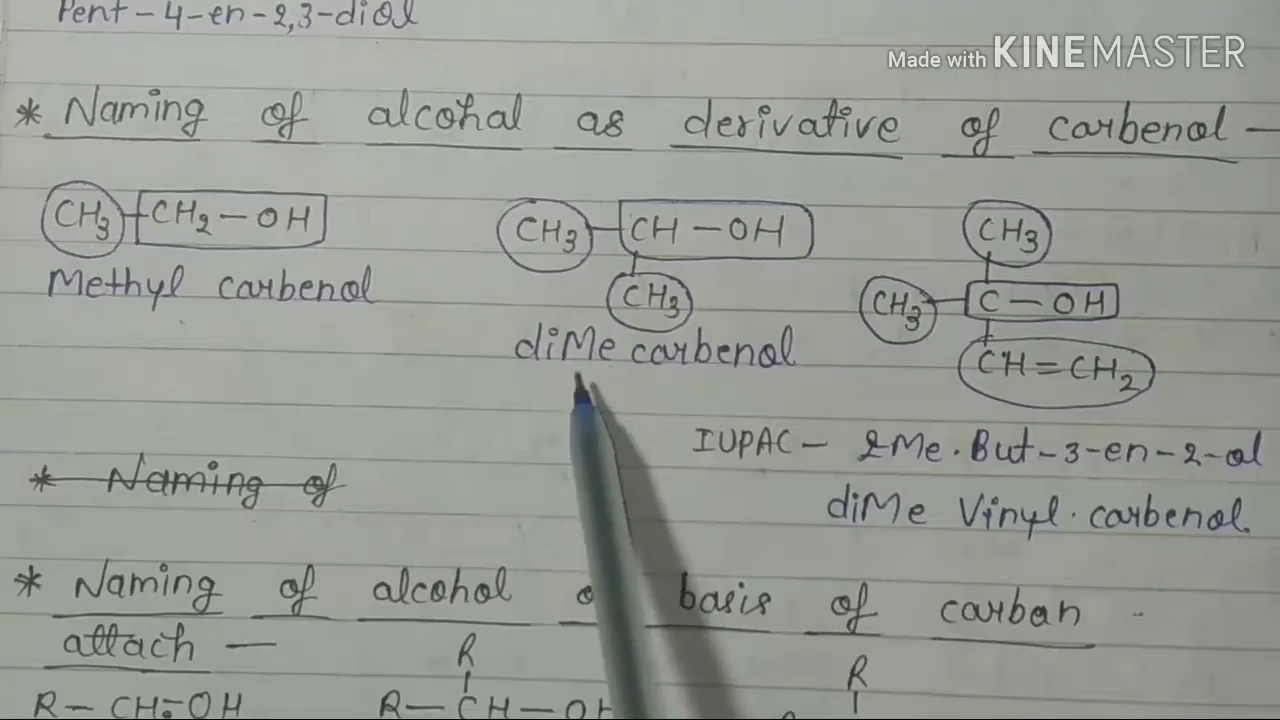 Pent-4-en-2,3-diol
Made with KINEMASTER
* Naming of alcohal as derivative of carbenol -
CH3 - CH2 - OH
Methyl carbenol
CH3 - CH - OH
CH3
diMe carbenol
CH3
CH3 - C - OH
CH = CH2
IUPAC - 2Me. But-3-en-2-ol
diMe Vinyl. carbenol.
* Naming of
* Naming of alcohol basis of carban
attach -
R
R - CH2-OH
R - CH - OH
R